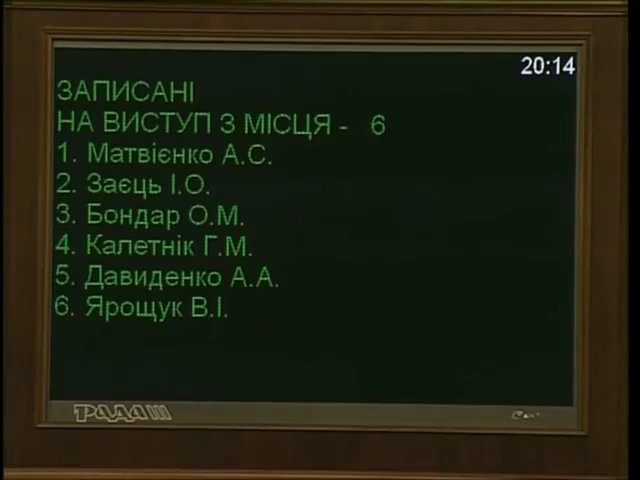 20:14
ЗАПИСАНІ
НА ВИСТУП З МІСЦЯ - 6
1. Матвієнко А.С.
2. Заєць І.О.
3. Бондар О.М.
4. Калетнік Г.М.
5. Давиденко А.А.
6. Ярощук В.І.
РАДА III